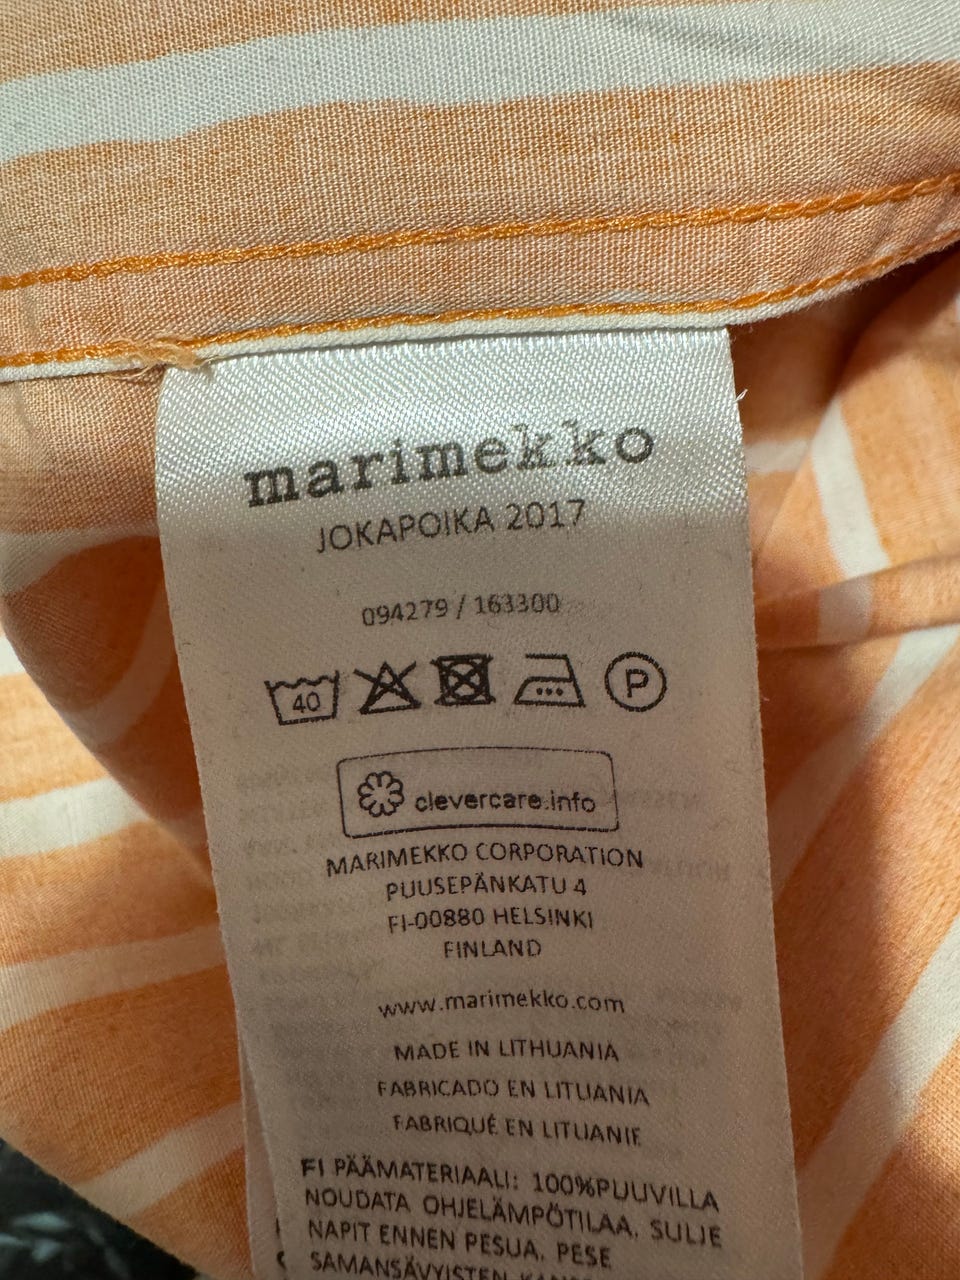 marimekko
JOKAPOIKA 2017
094279 / 163300
40
P
clevercare.info
MARIMEKKO CORPORATION
PUUSEPÄNKATU 4
FI-00880 HELSINKI
FINLAND
www.marimekko.com
MADE IN LITHUANIA
FABRICADO EN LITUANIA
FABRIQUÉ EN LITUANIE
FI PÄÄMATERIAALI: 100%PUUVILLA
NOUDATA OHJELÄMPÖTILAA. SULJE
NAPIT ENNEN PESUA. PESE
SAMANSÄVYISTEN